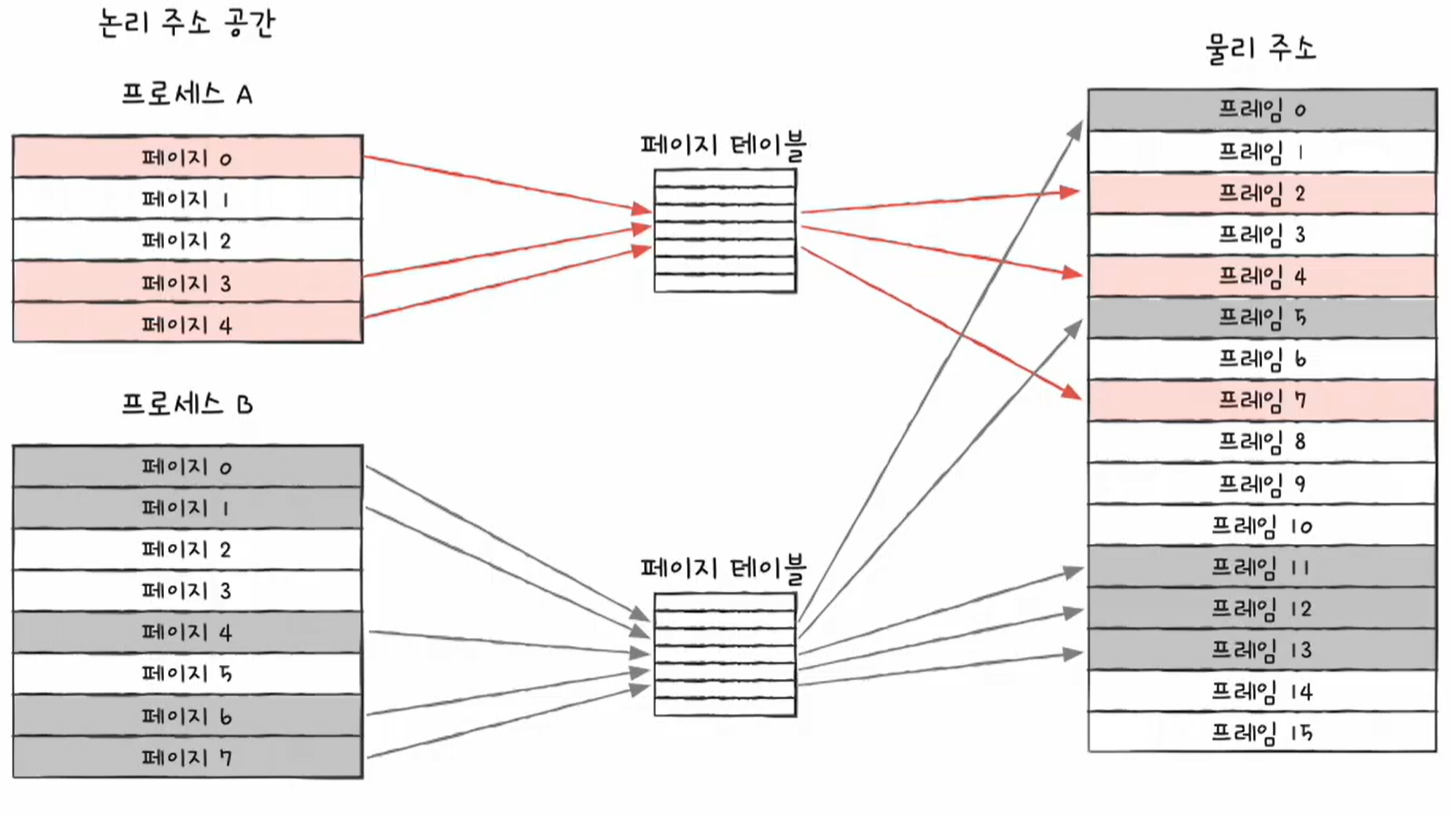 논리 주소 공간
프로세스 A
페이지 0
페이지 1
페이지 2
페이지 3
페이지 4
프로세스 B
페이지 0
페이지 1
페이지 2
페이지 3
페이지 4
페이지 5
페이지 6
페이지 7
페이지 테이블
페이지 테이블
물리 주소
프레임 0
프레임 1
프레임 2
프레임 3
프레임 4
프레임 5
프레임 6
프레임 7
프레임 8
프레임 9
프레임 10
프레임 11
프레임 12
프레임 13
프레임 14
프레임 15